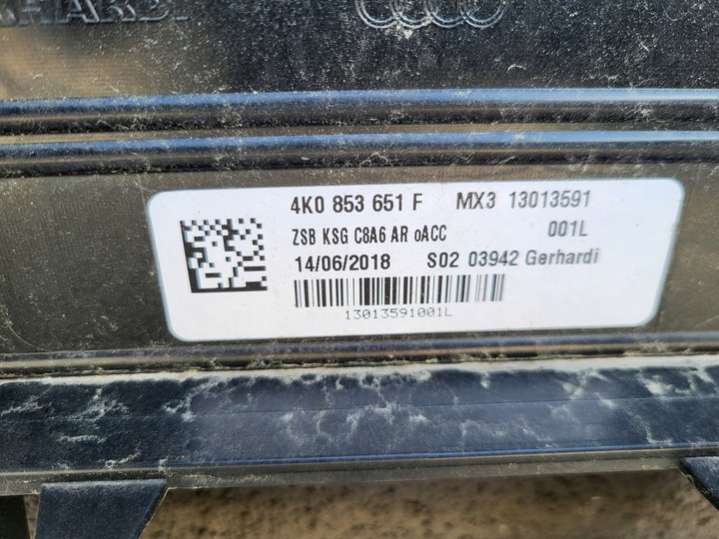 4K0 853 651 F MX3 13013591
ZSB KSG C8A6 AR oACC 001L
14/06/2018 S02 03942 Gerhardi
13013591001L